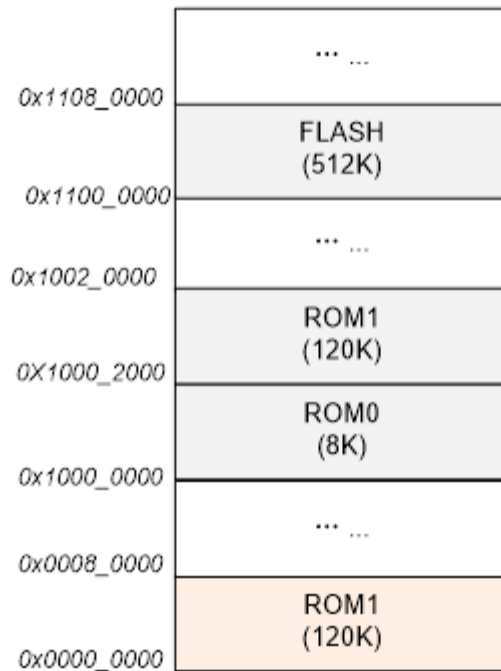 ... ...
0x1108_0000
FLASH
(512K)
0x1100_0000
... ...
0x1002_0000
ROM1
(120K)
0X1000_2000
ROM0
(8K)
0x1000_0000
... ...
0x0008_0000
ROM1
(120K)
0x0000_0000